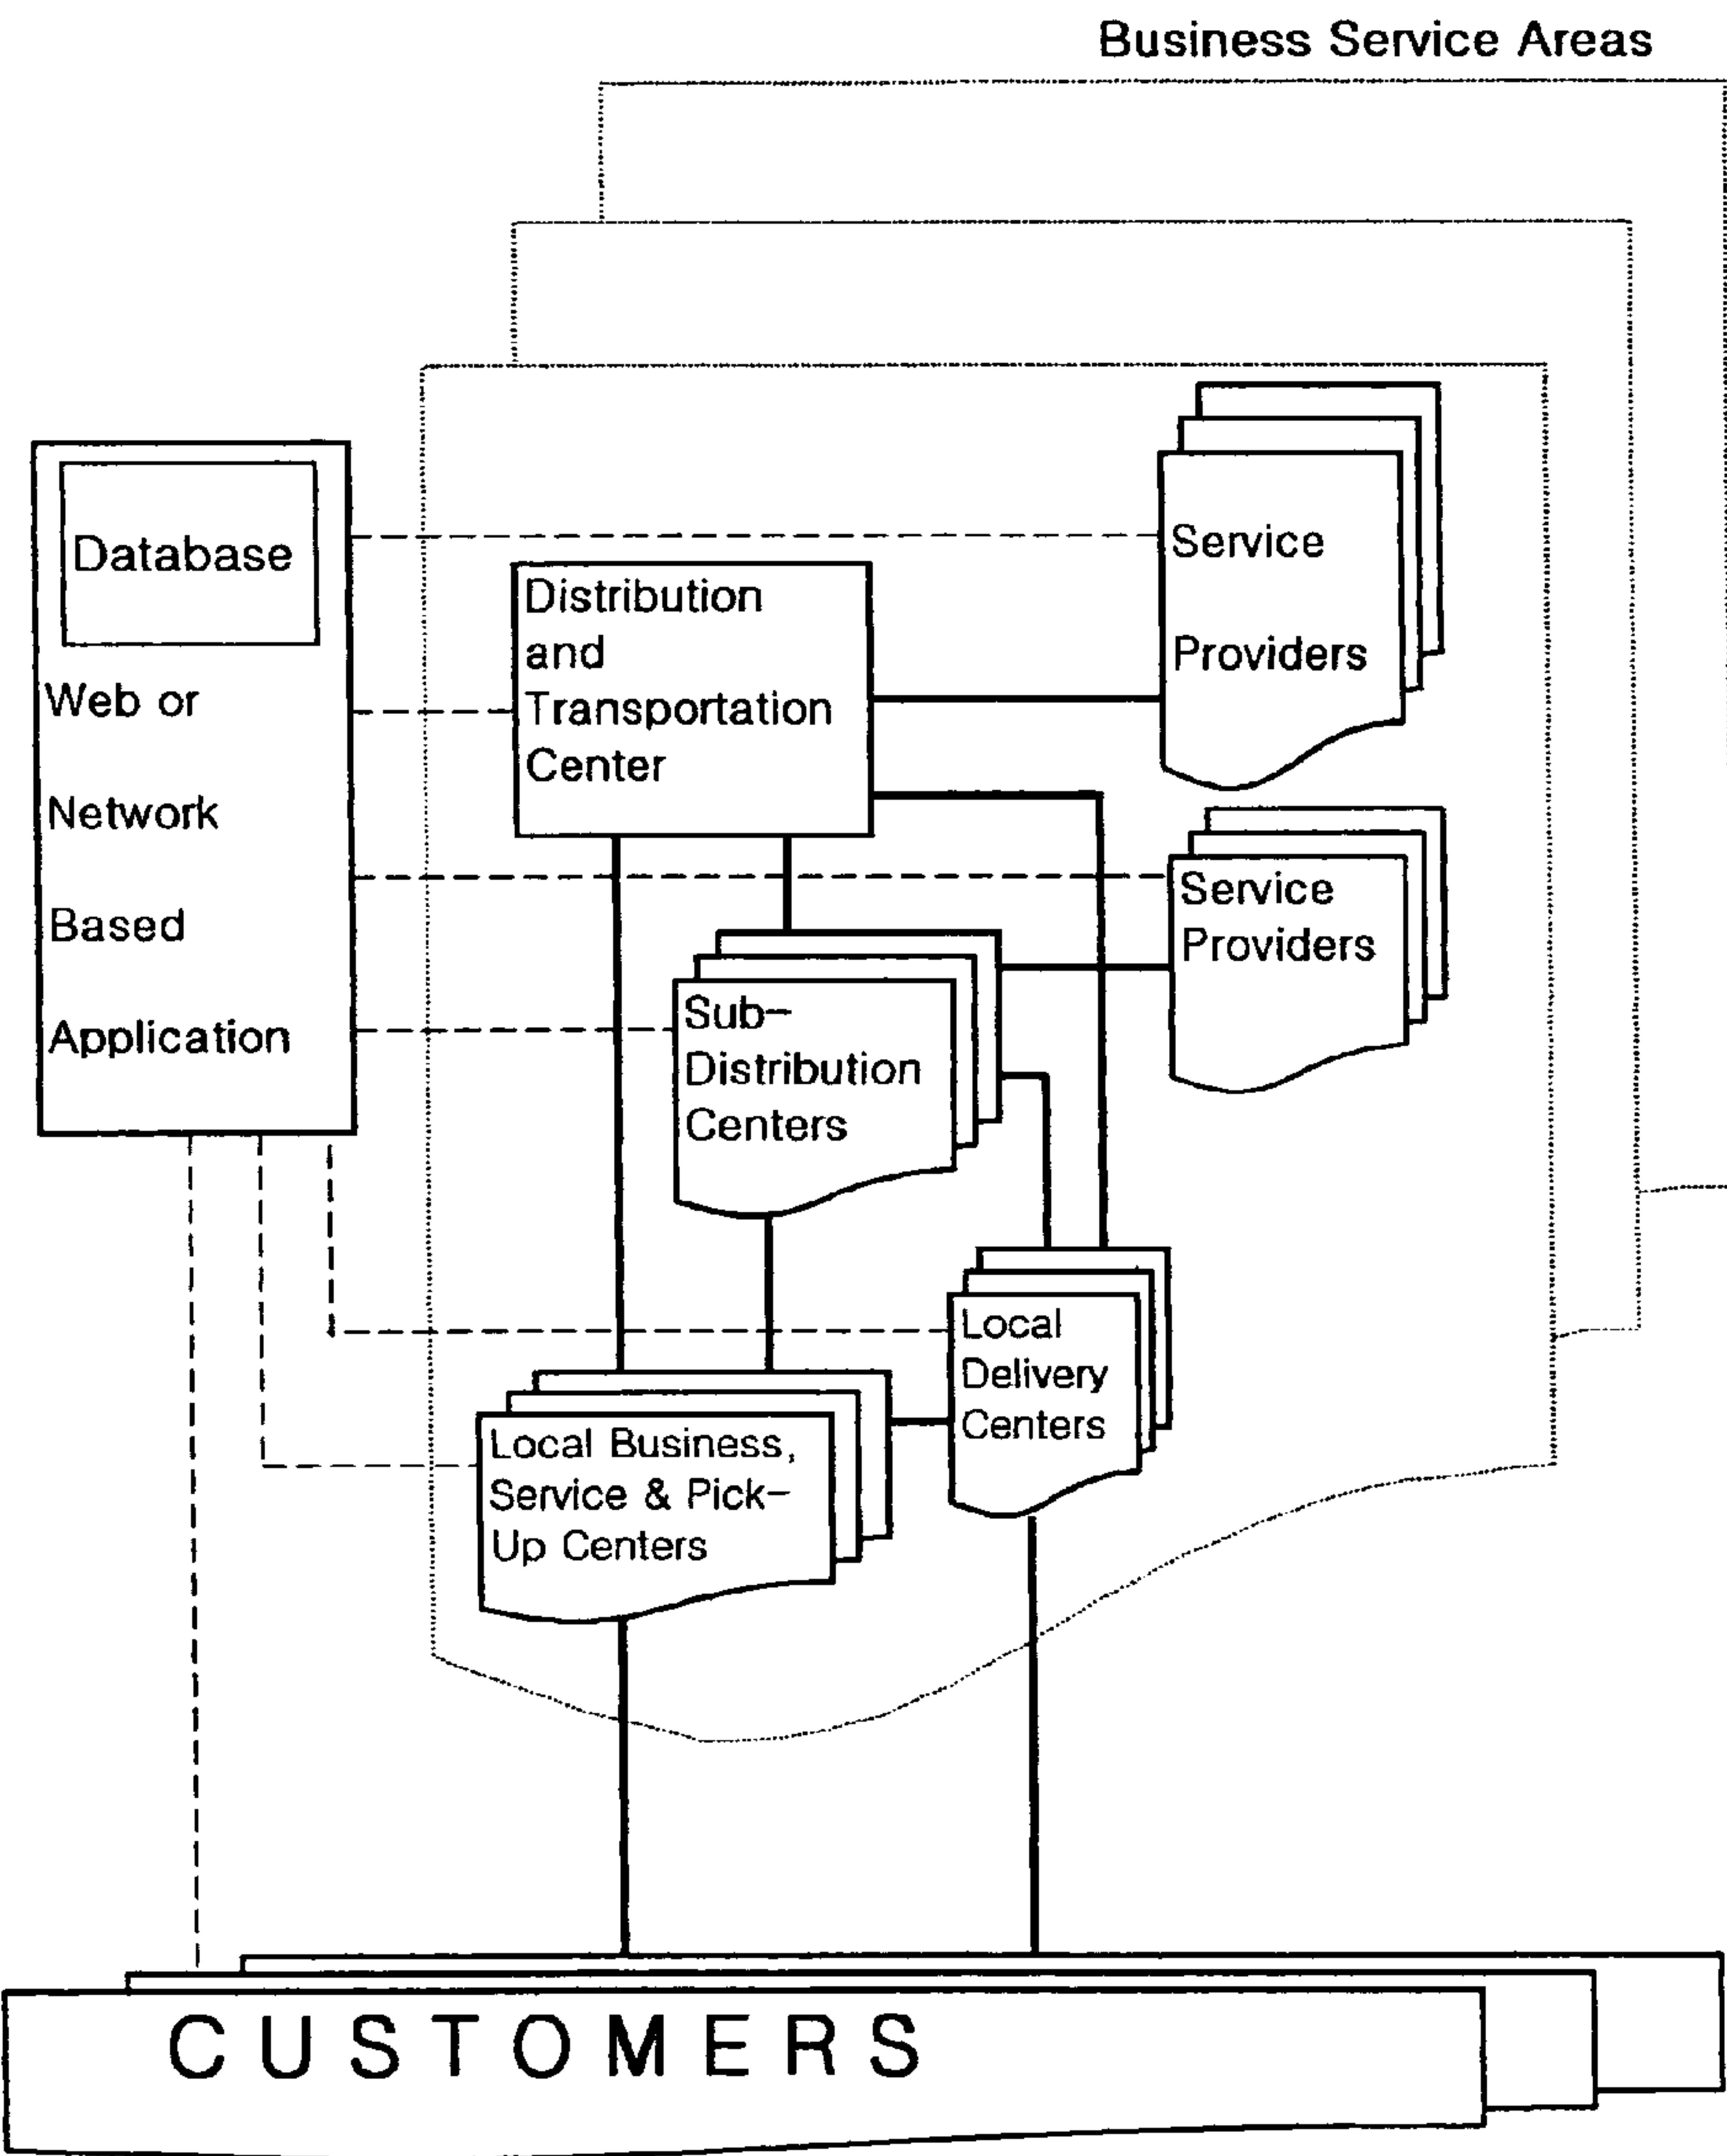 Business Service Areas
Database
Web or
Network
Based
Application
Distribution
and
Transportation
Center
Service
Providers
Service
Providers
Sub-
Distribution
Centers
Local
Delivery
Centers
Local Business,
Service & Pick-
Up Centers
CUSTOMERS